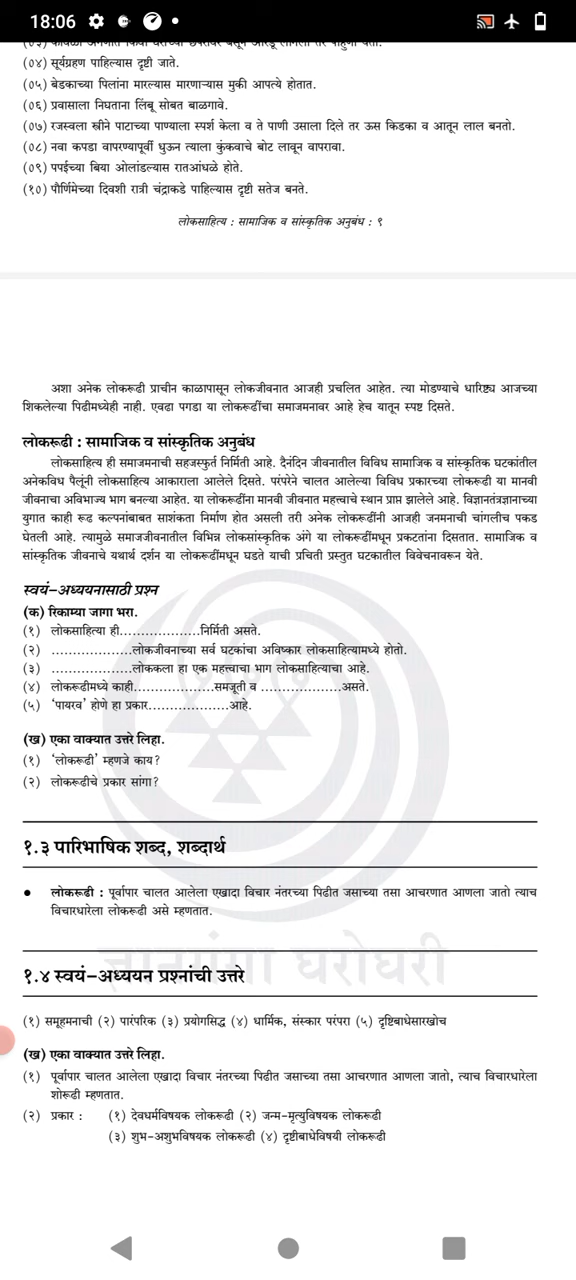 18:06
(०४) सूर्यग्रहण पाहिल्यास दृष्टी जाते.
(०५) बेडकाच्या पिलांना मारल्यास मारणाऱ्यास मुकी आपत्ये होतात.
(०६) प्रवासाला निघताना लिंबू सोबत बाळगावे.
(०७) रजस्वला स्त्रीने पाटाच्या पाण्याला स्पर्श केला व ते पाणी उसाला दिले तर ऊस किडका व आतून लाल बनतो.
(०८) नवा कपडा वापरण्यापूर्वी धुऊन त्याला कुंकवाचे बोट लावून वापरावा.
(०९) पपईच्या बिया ओलांडल्यास रातआंधळे होते.
(१०) पौर्णिमेच्या दिवशी रात्री चंद्राकडे पाहिल्यास दृष्टी सतेज बनते.
लोकसाहित्य : सामाजिक व सांस्कृतिक अनुबंध : ९
अशा अनेक लोकरूढी प्राचीन काळापासून लोकजीवनात आजही प्रचलित आहेत. त्या मोडण्याचे धारिष्ट्य आजच्या
शिकलेल्या पिढीमध्येही नाही. एवढा पगडा या लोकरूढींचा समाजमनावर आहे हेच यातून स्पष्ट दिसते.
लोकरूढी : सामाजिक व सांस्कृतिक अनुबंध
लोकसाहित्य ही समाजमनाची सहजस्फुर्त निर्मिती आहे. दैनंदिन जीवनातील विविध सामाजिक व सांस्कृतिक घटकांतील
अनेकविध पैलूंनी लोकसाहित्य आकाराला आलेले दिसते. परंपरेने चालत आलेल्या विविध प्रकारच्या लोकरूढी या मानवी
जीवनाचा अविभाज्य भाग बनल्या आहेत. या लोकरूढींना मानवी जीवनात महत्त्वाचे स्थान प्राप्त झालेले आहे. विज्ञानतंत्रज्ञानाच्या
युगात काही रूढ कल्पनांबाबत साशंकता निर्माण होत असली तरी अनेक लोकरूढींनी आजही जनमनाची चांगलीच पकड
घेतली आहे. त्यामुळे समाजजीवनातील विभिन्न लोकसांस्कृतिक अंगे या लोकरूढींमधून प्रकटतांना दिसतात. सामाजिक व
सांस्कृतिक जीवनाचे यथार्थ दर्शन या लोकरूढींमधून घडते याची प्रचिती प्रस्तुत घटकातील विवेचनावरून येते.
स्वयं-अध्ययनासाठी प्रश्न
(क) रिकाम्या जागा भरा.
(१) लोकसाहित्या ही...................निर्मिती असते.
(२) ...................लोकजीवनाच्या सर्व घटकांचा अविष्कार लोकसाहित्यामध्ये होतो.
(३) ...................लोककला हा एक महत्त्वाचा भाग लोकसाहित्याचा आहे.
(४) लोकरूढीमध्ये काही...................समजूती व ...................असते.
(५) ‘पायरव’ होणे हा प्रकार...................आहे.
(ख) एका वाक्यात उत्तरे लिहा.
(१) ‘लोकरूढी’ म्हणजे काय?
(२) लोकरूढीचे प्रकार सांगा?
१.३ पारिभाषिक शब्द, शब्दार्थ
● लोकरूढी : पूर्वापार चालत आलेला एखादा विचार नंतरच्या पिढीत जसाच्या तसा आचरणात आणला जातो त्याच
विचारधारेला लोकरूढी असे म्हणतात.
ज्ञानगंगा घरोघरी
१.४ स्वयं-अध्ययन प्रश्नांची उत्तरे
(१) समूहमनाची (२) पारंपरिक (३) प्रयोगसिद्ध (४) धार्मिक, संस्कार परंपरा (५) दृष्टिबाधेसारखोच
(ख) एका वाक्यात उत्तरे लिहा.
(१) पूर्वापार चालत आलेला एखादा विचार नंतरच्या पिढीत जसाच्या तसा आचरणात आणला जातो, त्याच विचारधारेला
शोरूढी म्हणतात.
(२) प्रकार : (१) देवधर्मविषयक लोकरूढी (२) जन्म-मृत्युविषयक लोकरूढी
(३) शुभ-अशुभविषयक लोकरूढी (४) दृष्टीबाधेविषयी लोकरूढी